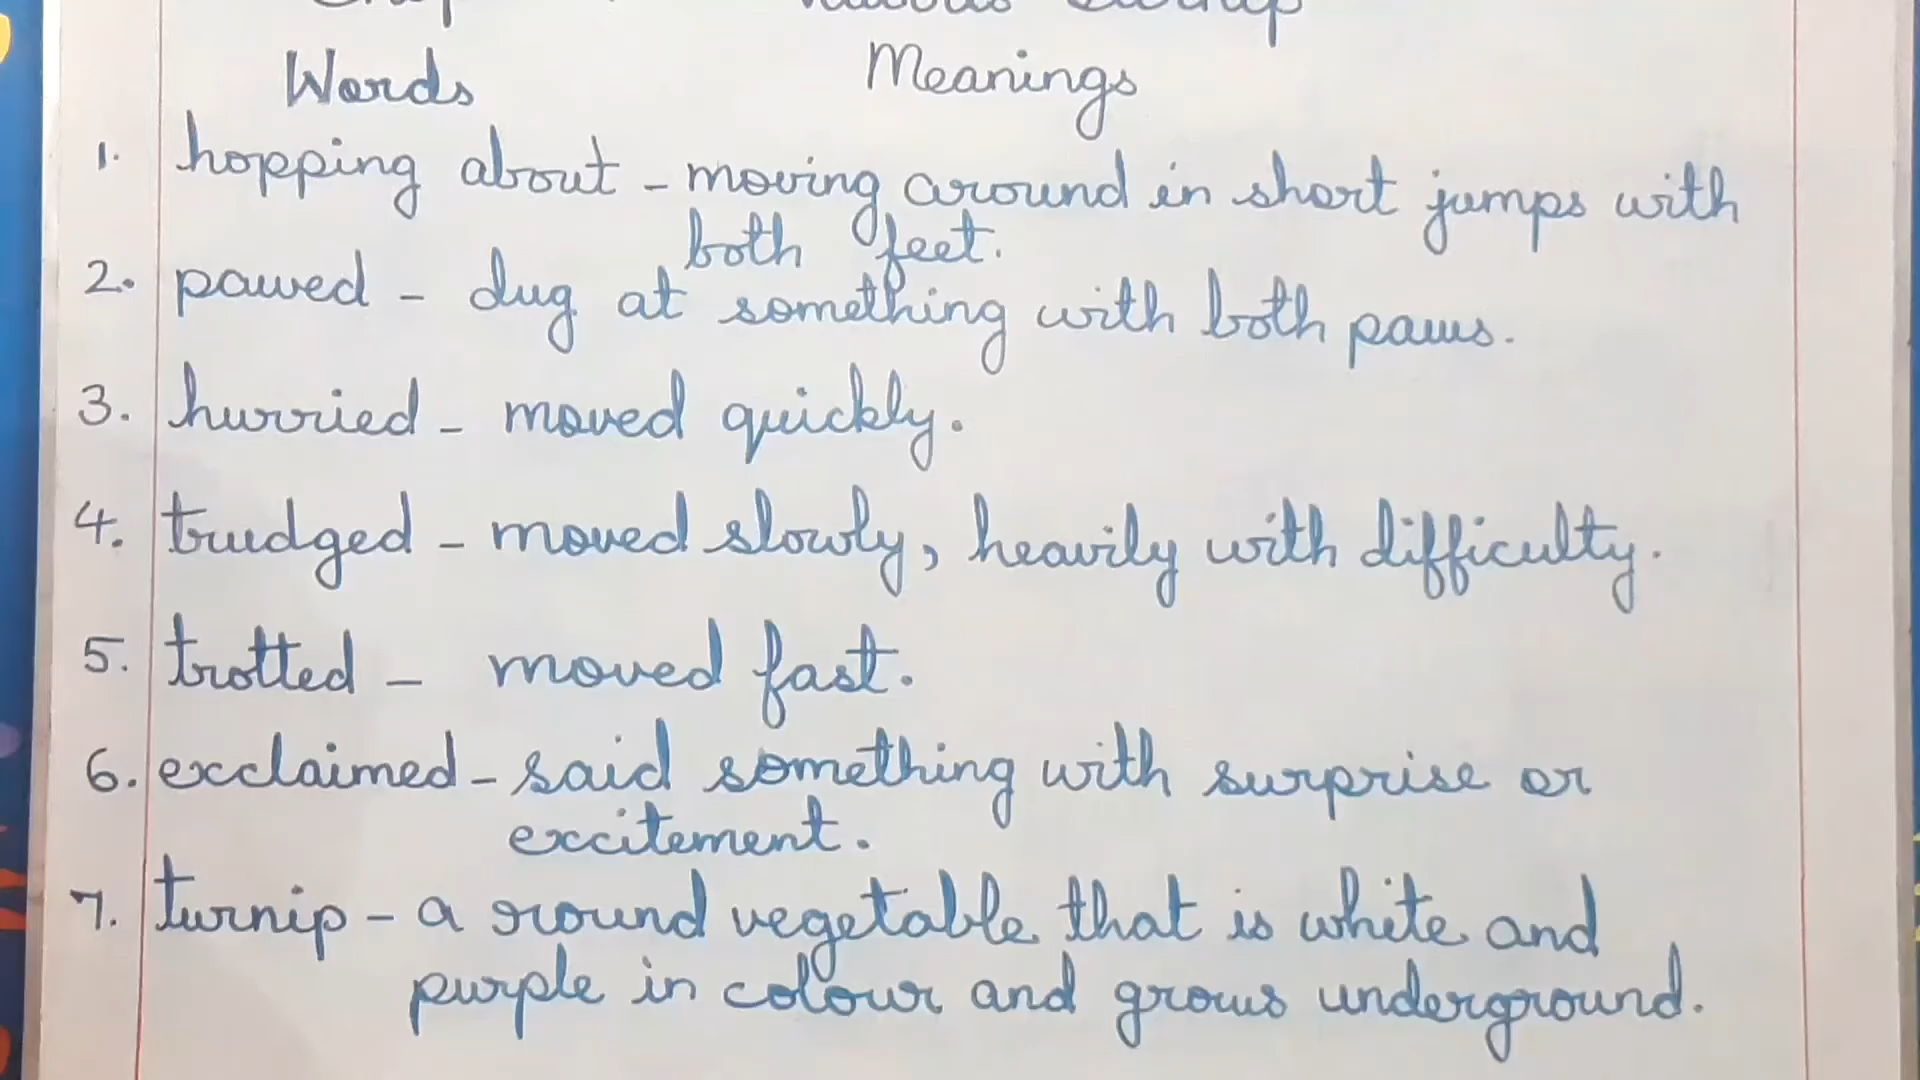 Words Meanings
1. hopping about - moving around in short jumps with
both feet.
2. pawed - dug at something with both paws.
3. hurried - moved quickly.
4. trudged - moved slowly, heavily with difficulty.
5. trotted - moved fast.
6. exclaimed - said something with surprise or
excitement.
7. turnip - a round vegetable that is white and
purple in colour and grows underground.